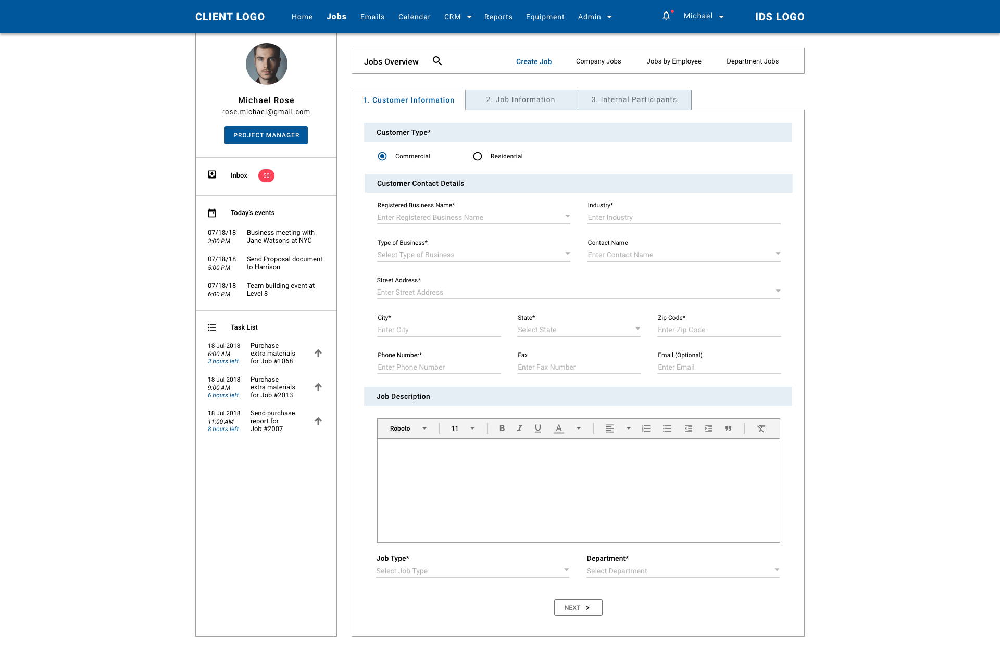 CLIENT LOGO
Home
Jobs
Emails
Calendar
CRM
Reports
Equipment
Admin
Michael
IDS LOGO
Michael Rose
rose.michael@gmail.com
PROJECT MANAGER
Inbox
50
Today's events
07/18/18
3:00 PM
Business meeting with
Jane Watsons at NYC
07/18/18
5:00 PM
Send Proposal document
to Harrison
07/18/18
6:00 PM
Team building event at
Level 8
Task List
18 Jul 2018
6:00 AM
3 hours left
Purchase
extra materials
for Job #1068
18 Jul 2018
9:00 AM
6 hours left
Purchase
extra materials
for Job #2013
18 Jul 2018
11:00 AM
8 hours left
Send purchase
report for
Job #2007
Jobs Overview
Create Job
Company Jobs
Jobs by Employee
Department Jobs
1. Customer Information
2. Job Information
3. Internal Participants
Customer Type*
Commercial
Residential
Customer Contact Details
Registered Business Name*
Enter Registered Business Name
Industry*
Enter Industry
Type of Business*
Select Type of Business
Contact Name
Enter Contact Name
Street Address*
Enter Street Address
City*
Enter City
State*
Select State
Zip Code*
Enter Zip Code
Phone Number*
Enter Phone Number
Fax
Enter Fax Number
Email (Optional)
Enter Email
Job Description
Roboto
11
B I U A
Job Type*
Select Job Type
Department*
Select Department
NEXT